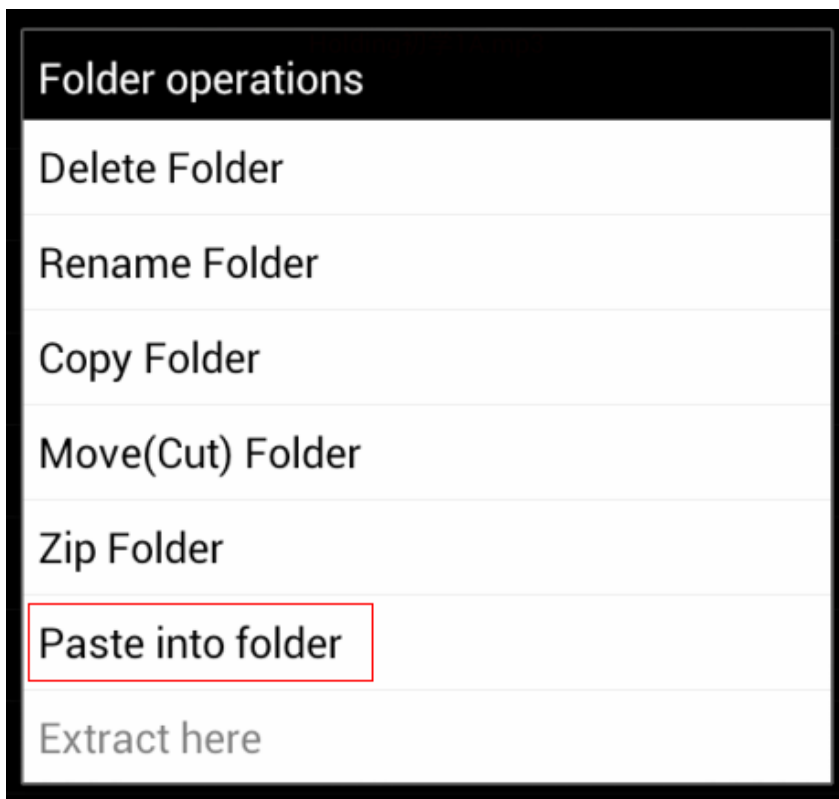 Folder operations
Delete Folder
Rename Folder
Copy Folder
Move(Cut) Folder
Zip Folder
Paste into folder
Extract here